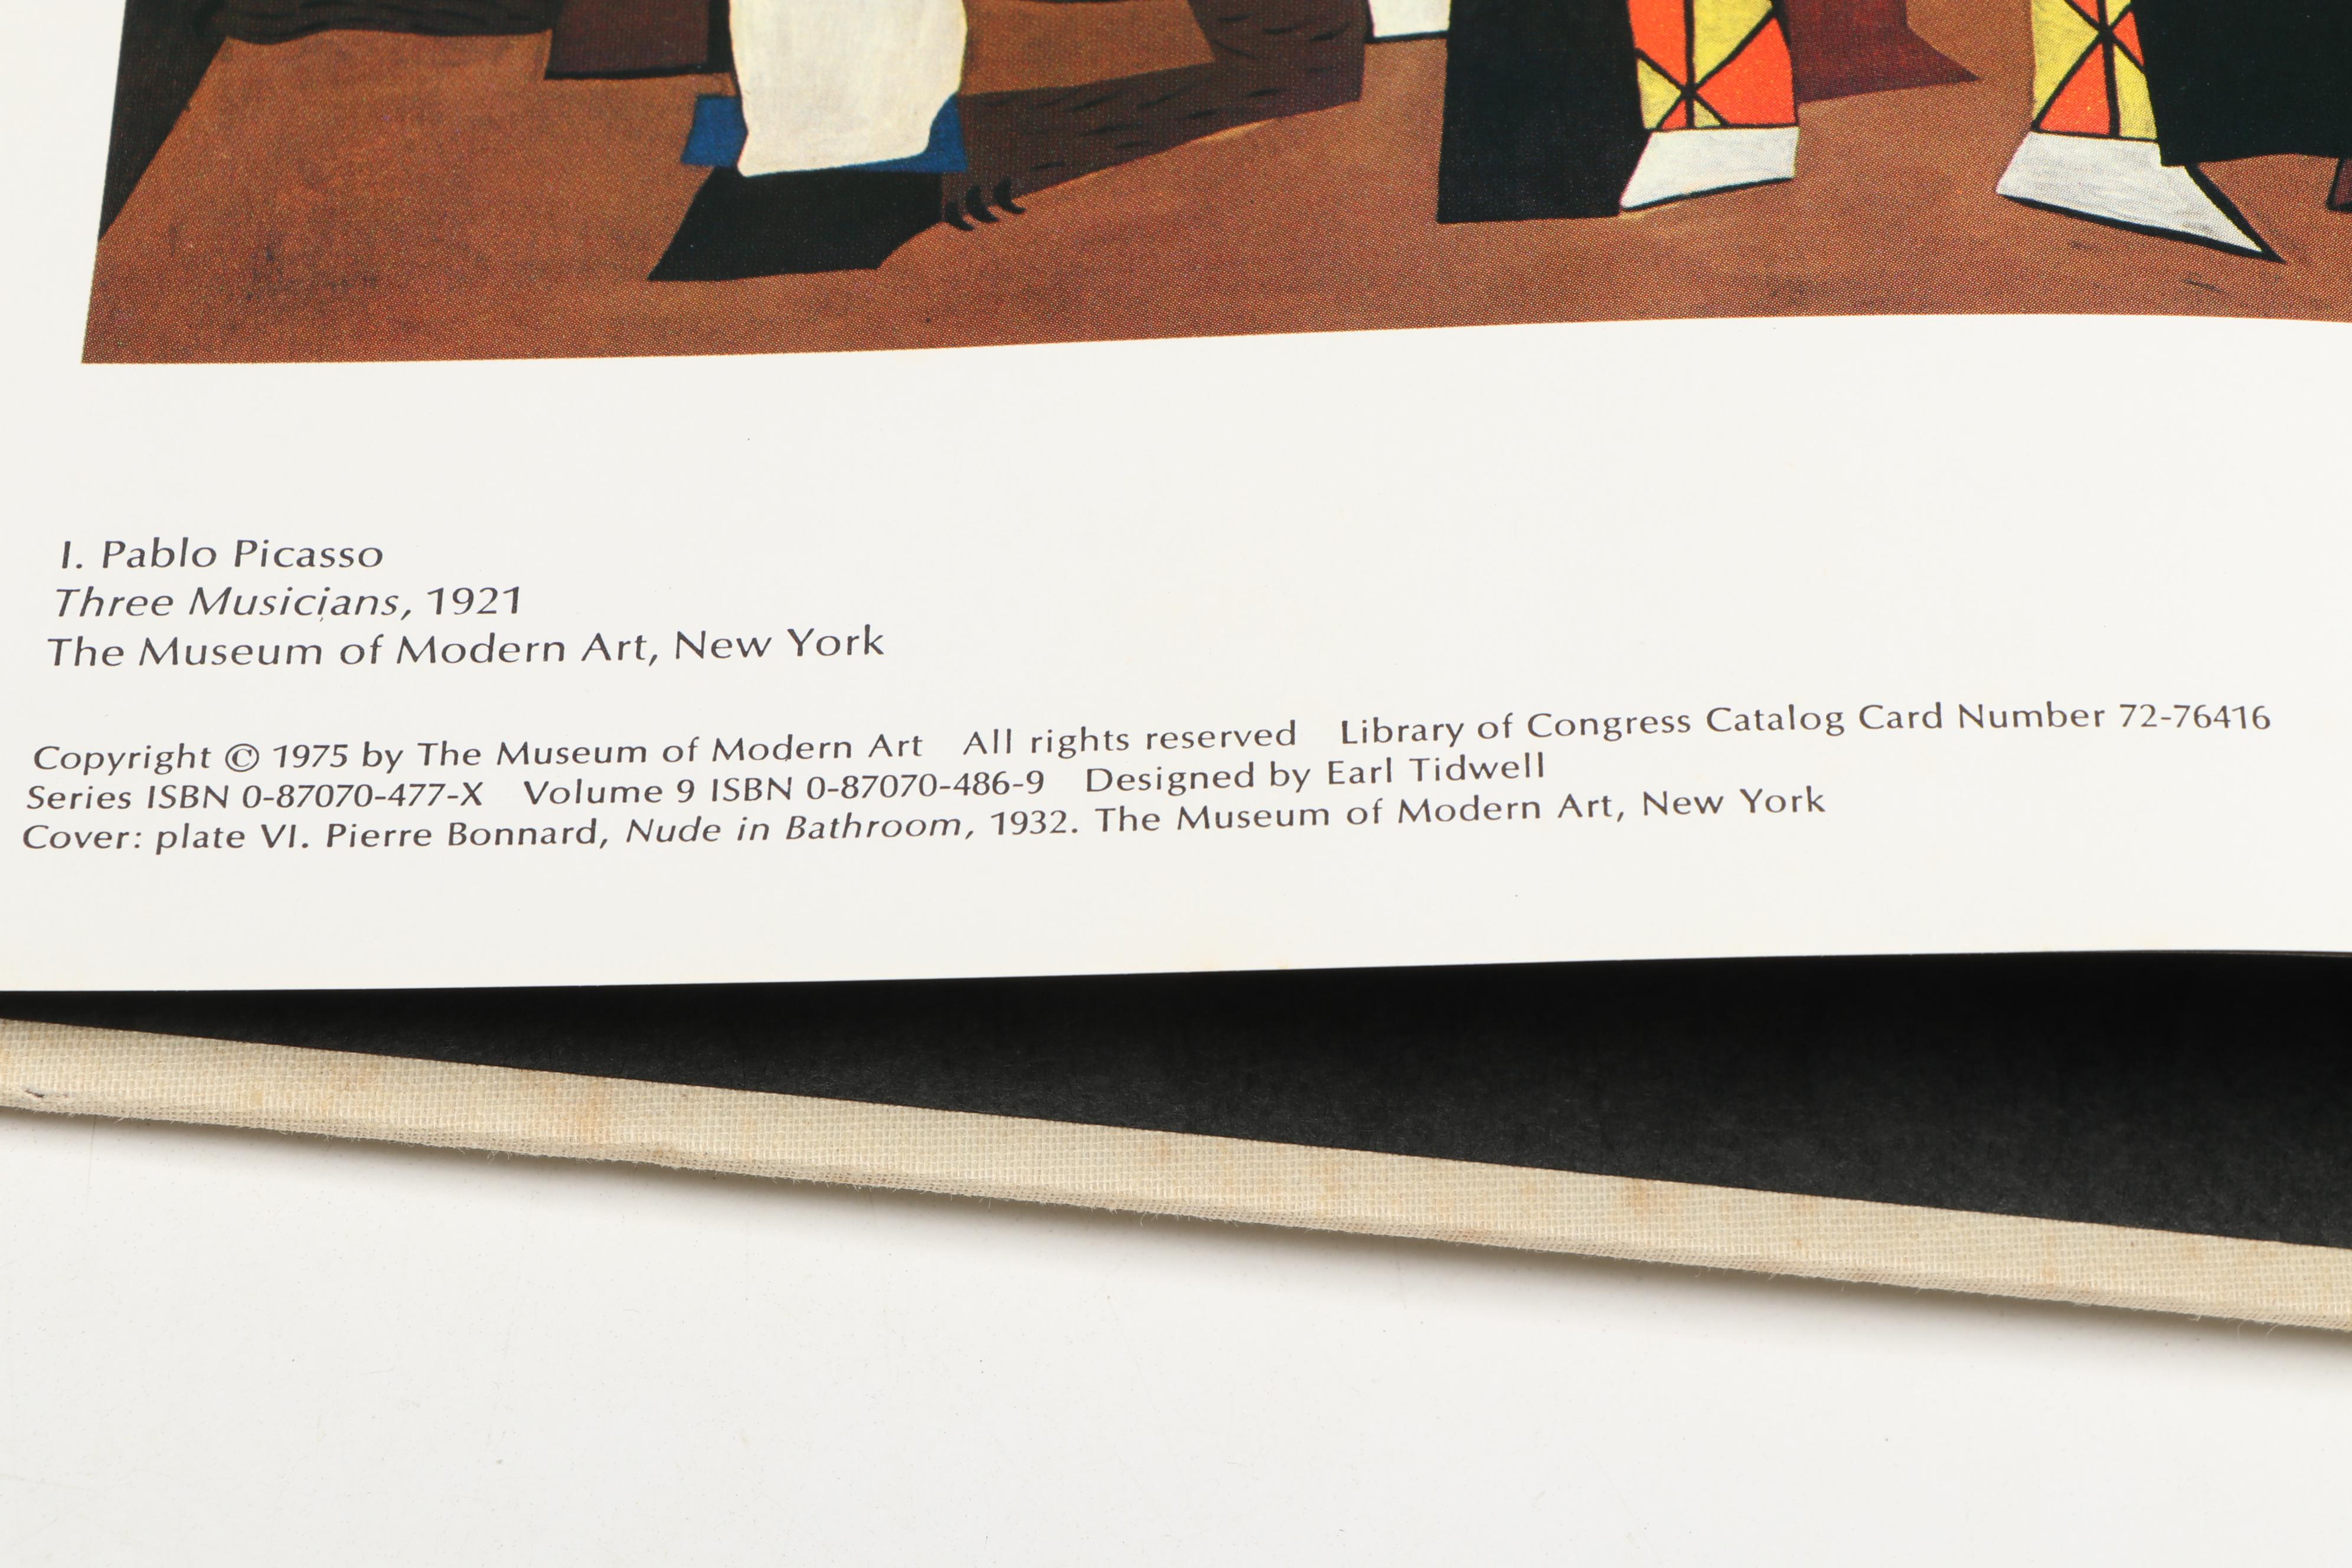 I. Pablo Picasso
Three Musicians, 1921
The Museum of Modern Art, New York
Copyright © 1975 by The Museum of Modern Art All rights reserved Library of Congress Catalog Card Number 72-76416
Series ISBN 0-87070-477-X Volume 9 ISBN 0-87070-486-9 Designed by Earl Tidwell
Cover: plate VI. Pierre Bonnard, Nude in Bathroom, 1932. The Museum of Modern Art, New York